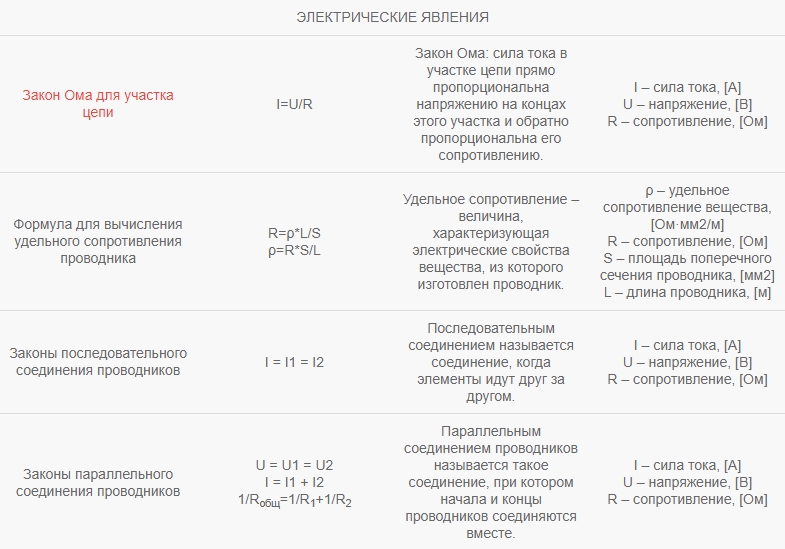 ЭЛЕКТРИЧЕСКИЕ ЯВЛЕНИЯ
Закон Ома для участка
цепи
I=U/R
Закон Ома: сила тока в
участке цепи прямо
пропорциональна
напряжению на концах
этого участка и обратно
пропорциональна его
сопротивлению.
I – сила тока, [А]
U – напряжение, [В]
R – сопротивление, [Ом]
Формула для вычисления
удельного сопротивления
проводника
R=ρ*L/S
ρ=R*S/L
Удельное сопротивление –
величина,
характеризующая
электрические свойства
вещества, из которого
изготовлен проводник.
ρ – удельное
сопротивление вещества,
[Ом·мм2/м]
R – сопротивление, [Ом]
S – площадь поперечного
сечения проводника, [мм2]
L – длина проводника, [м]
Законы последовательного
соединения проводников
I = I1 = I2
Последовательным
соединением называется
соединение, когда
элементы идут друг за
другом.
I – сила тока, [А]
U – напряжение, [В]
R – сопротивление, [Ом]
Законы параллельного
соединения проводников
U = U1 = U2
I = I1 + I2
1/Rобщ=1/R1+1/R2
Параллельным
соединением проводников
называется такое
соединение, при котором
начала и концы
проводников соединяются
вместе.
I – сила тока, [А]
U – напряжение, [В]
R – сопротивление, [Ом]